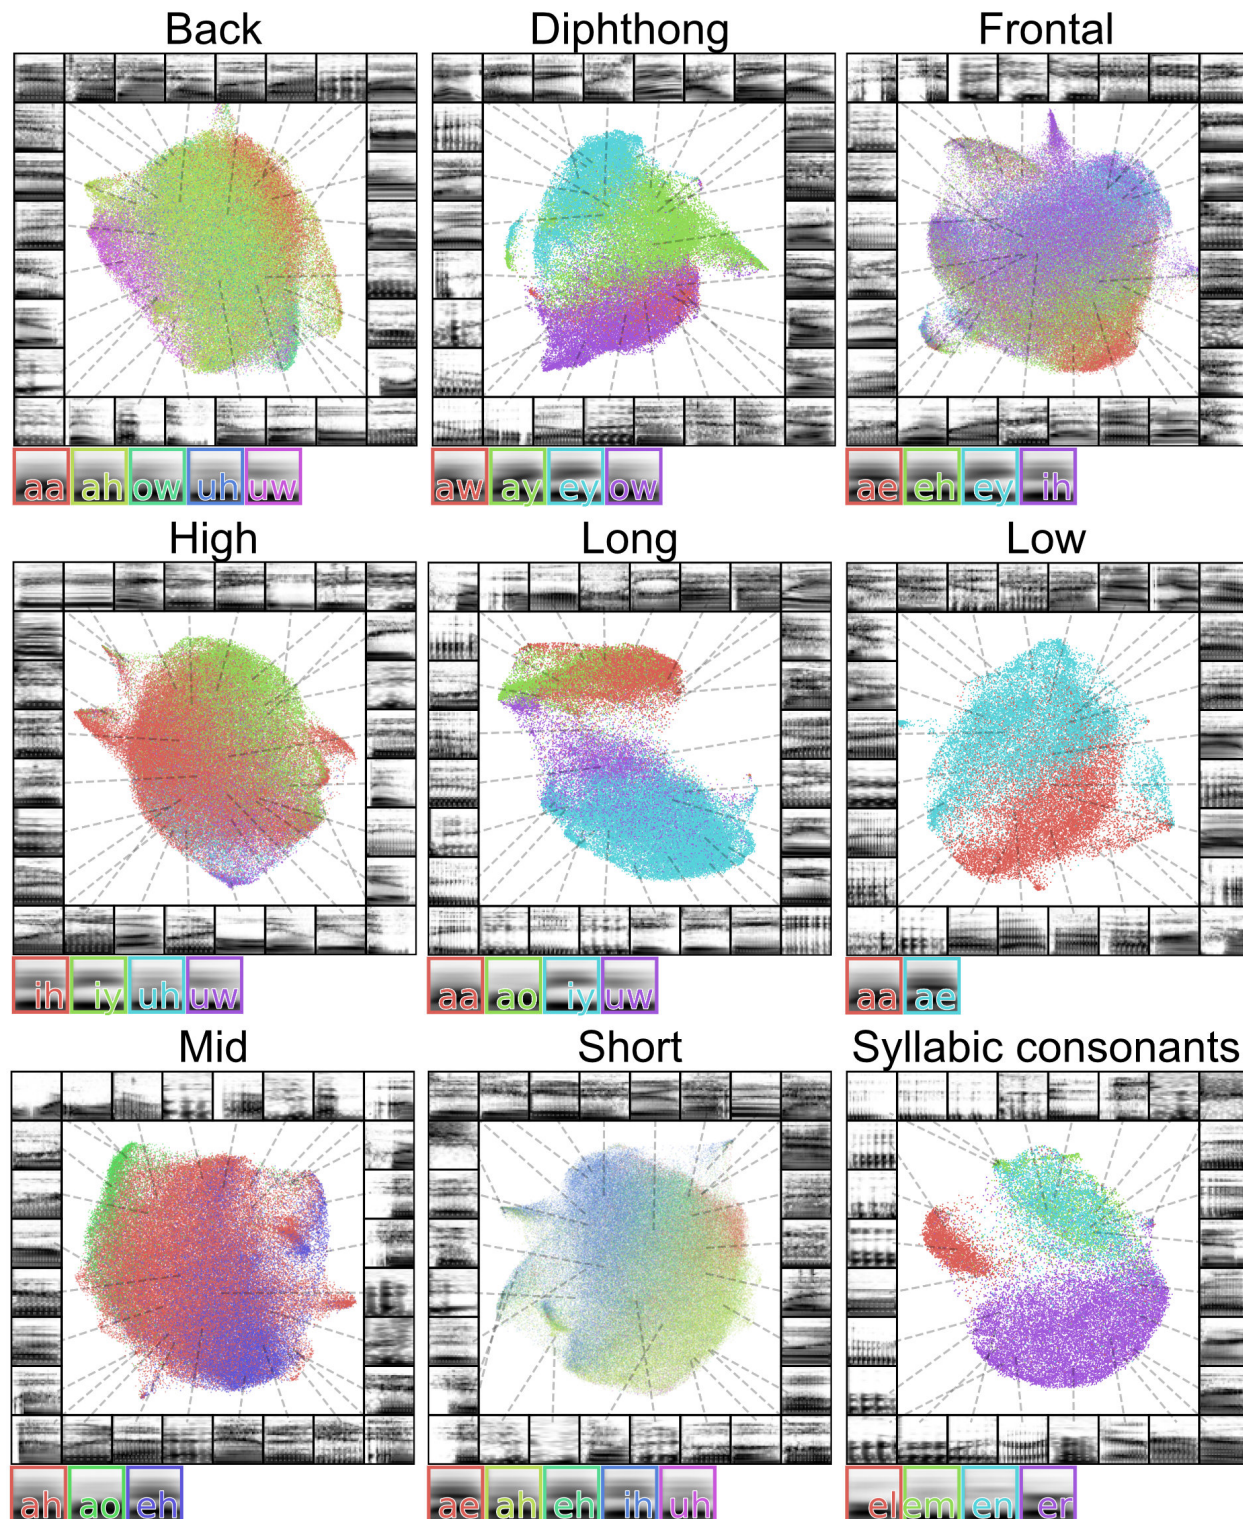 Back Diphthong Frontal
aa ah ow uh uw aw ay ey ow ae eh ey ih
High Long Low
ih iy uh uw aa ao iy uw aa ae
Mid Short Syllabic consonants
ah ao eh ae ah eh ih uh el em en er